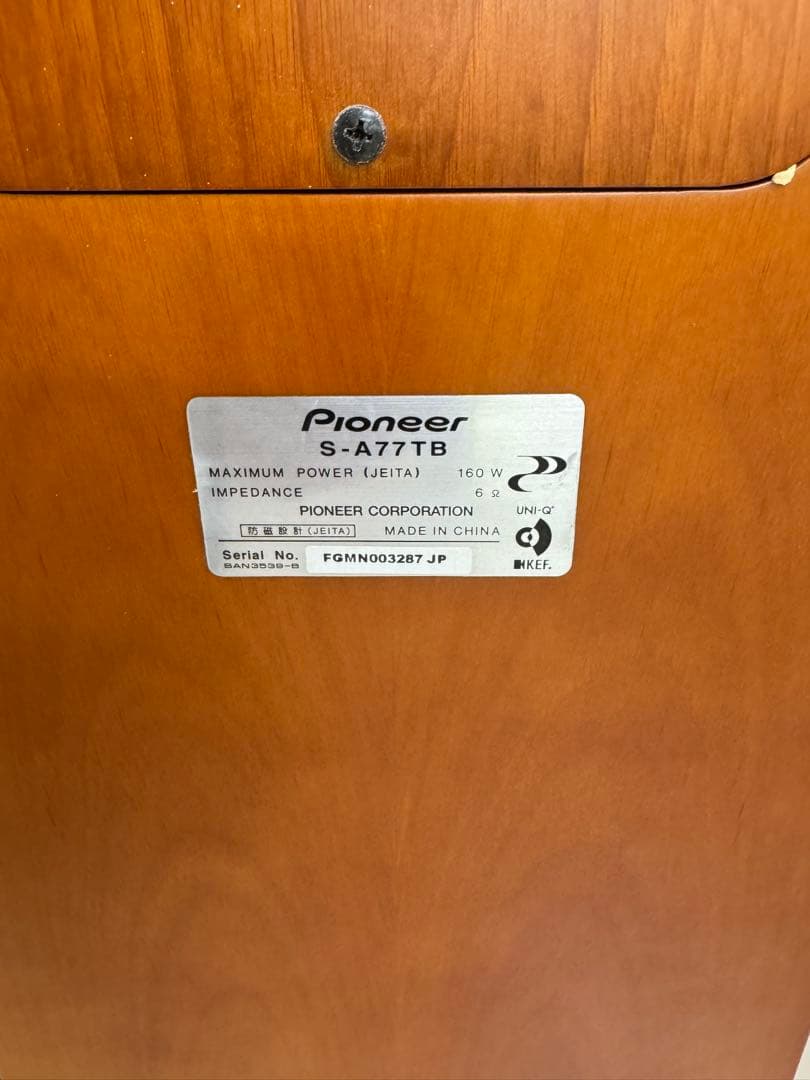 Pioneer
S-A77TB
MAXIMUM POWER (JEITA) 160 W
IMPEDANCE 6 Ω
PIONEER CORPORATION
UNI-Q®
防磁設計(JEITA) MADE IN CHINA
KEF.
Serial No. FGMN003287 JP
BAN3539-B